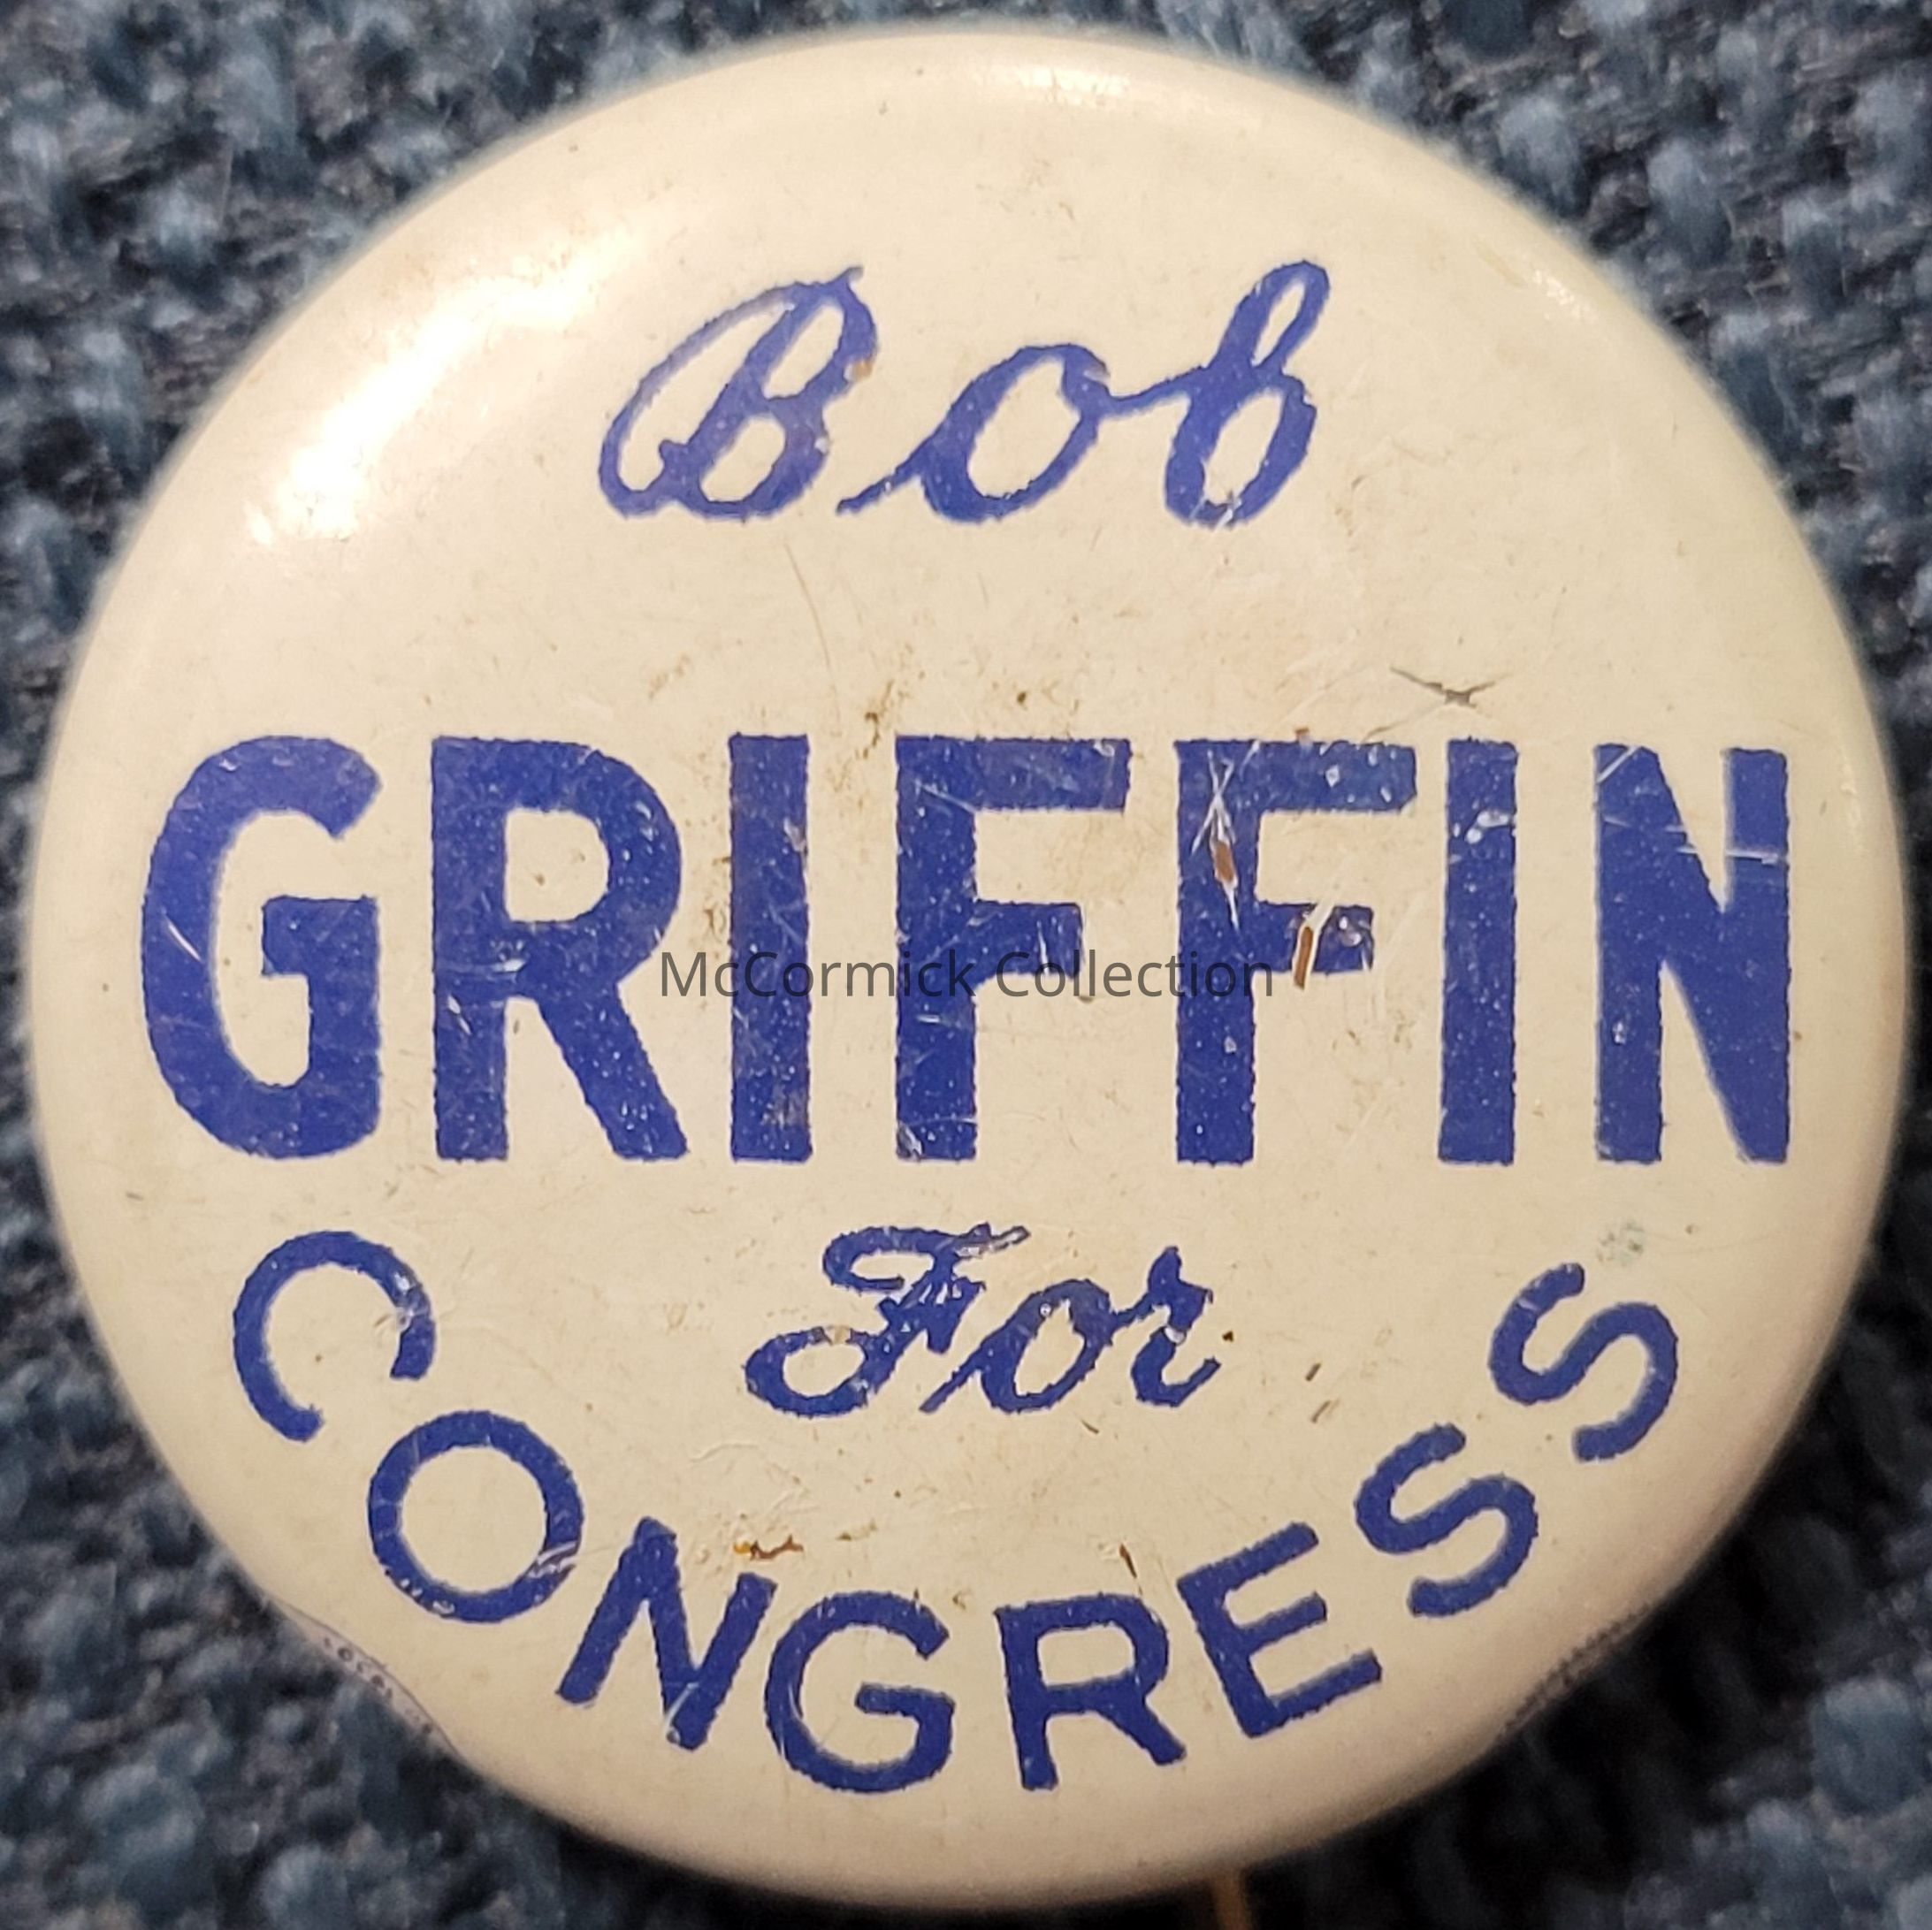 Bob
GRIFFIN
McCormick Collection
For
CONGRESS